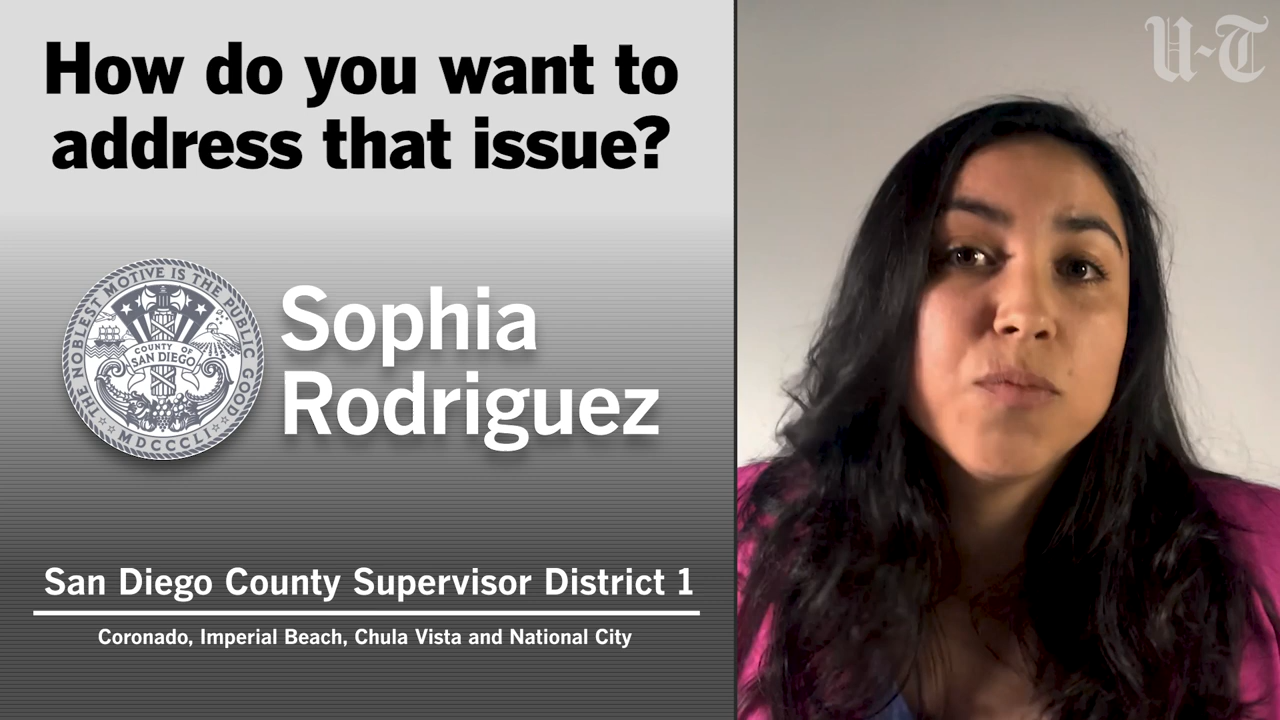 How do you want to
address that issue?
THE NOBLEST MOTIVE IS THE PUBLIC GOOD
COUNTY OF
SAN DIEGO
MDCCCLI
Sophia
Rodriguez
San Diego County Supervisor District 1
Coronado, Imperial Beach, Chula Vista and National City
U-T